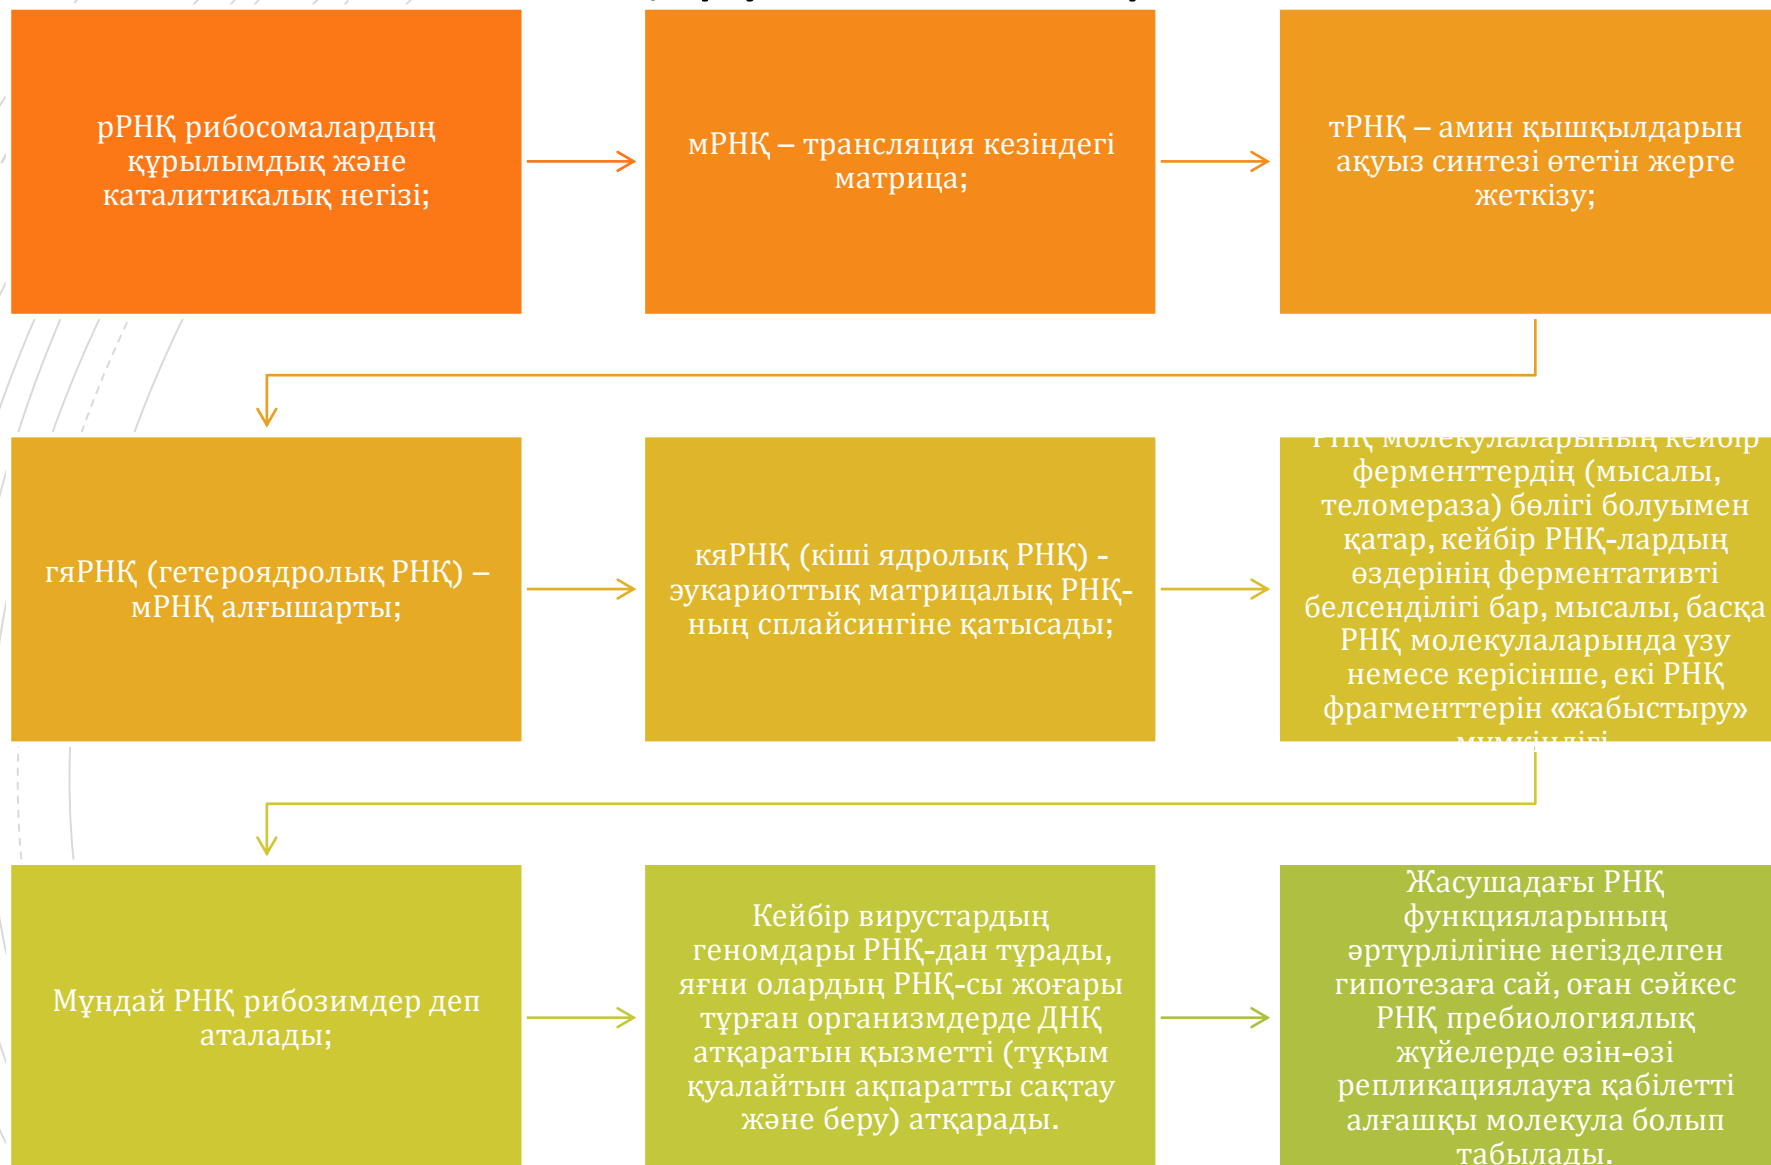 рРНҚ рибосомалардың
құрылымдық және
каталитикалық негізі;
мРНҚ – трансляция кезіндегі
матрица;
тРНҚ – амин қышқылдарын
ақуыз синтезі өтетін жерге
жеткізу;
гяРНҚ (гетероядролық РНҚ) –
мРНҚ алғышарты;
кяРНҚ (кіші ядролық РНҚ) -
эукариоттық матрицалық РНҚ-
ның сплайсингіне қатысады;
РНҚ молекулаларының кейбір
ферменттердің (мысалы,
теломераза) бөлігі болуымен
қатар, кейбір РНҚ-лардың
өздерінің ферментативті
белсенділігі бар, мысалы, басқа
РНҚ молекулаларында үзу
немесе керісінше, екі РНҚ
фрагменттерін «жабыстыру»
мүмкіндігі
Мұндай РНҚ рибозимдер деп
аталады;
Кейбір вирустардың
геномдары РНҚ-дан тұрады,
яғни олардың РНҚ-сы жоғары
тұрған организмдерде ДНҚ
атқаратын қызметті (тұқым
қуалайтын ақпаратты сақтау
және беру) атқарады.
Жасушадағы РНҚ
функцияларының
әртүрлілігіне негізделген
гипотезаға сай, оған сәйкес
РНҚ пребиологиялық
жүйелерде өзін-өзі
репликациялауға қабілетті
алғашқы молекула болып
табылады.